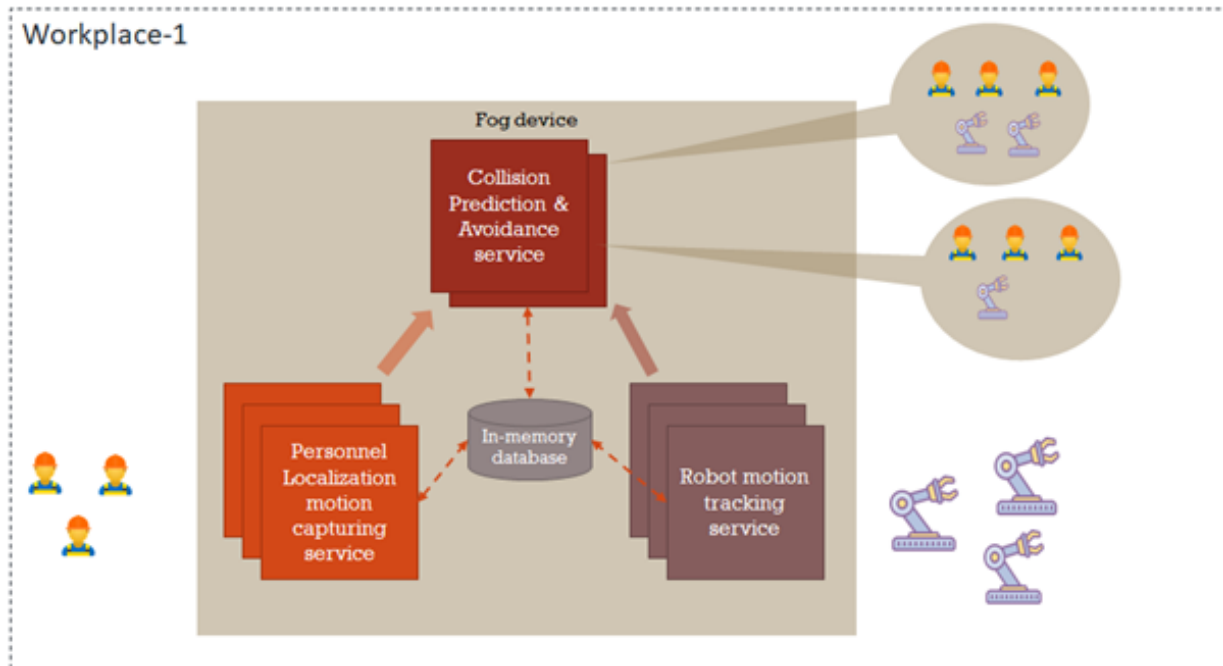 Workplace-1
Fog device
Collision
Prediction &
Avoidance
service
In-memory
database
Personnel
Localization
motion
capturing
service
Robot motion
tracking
service